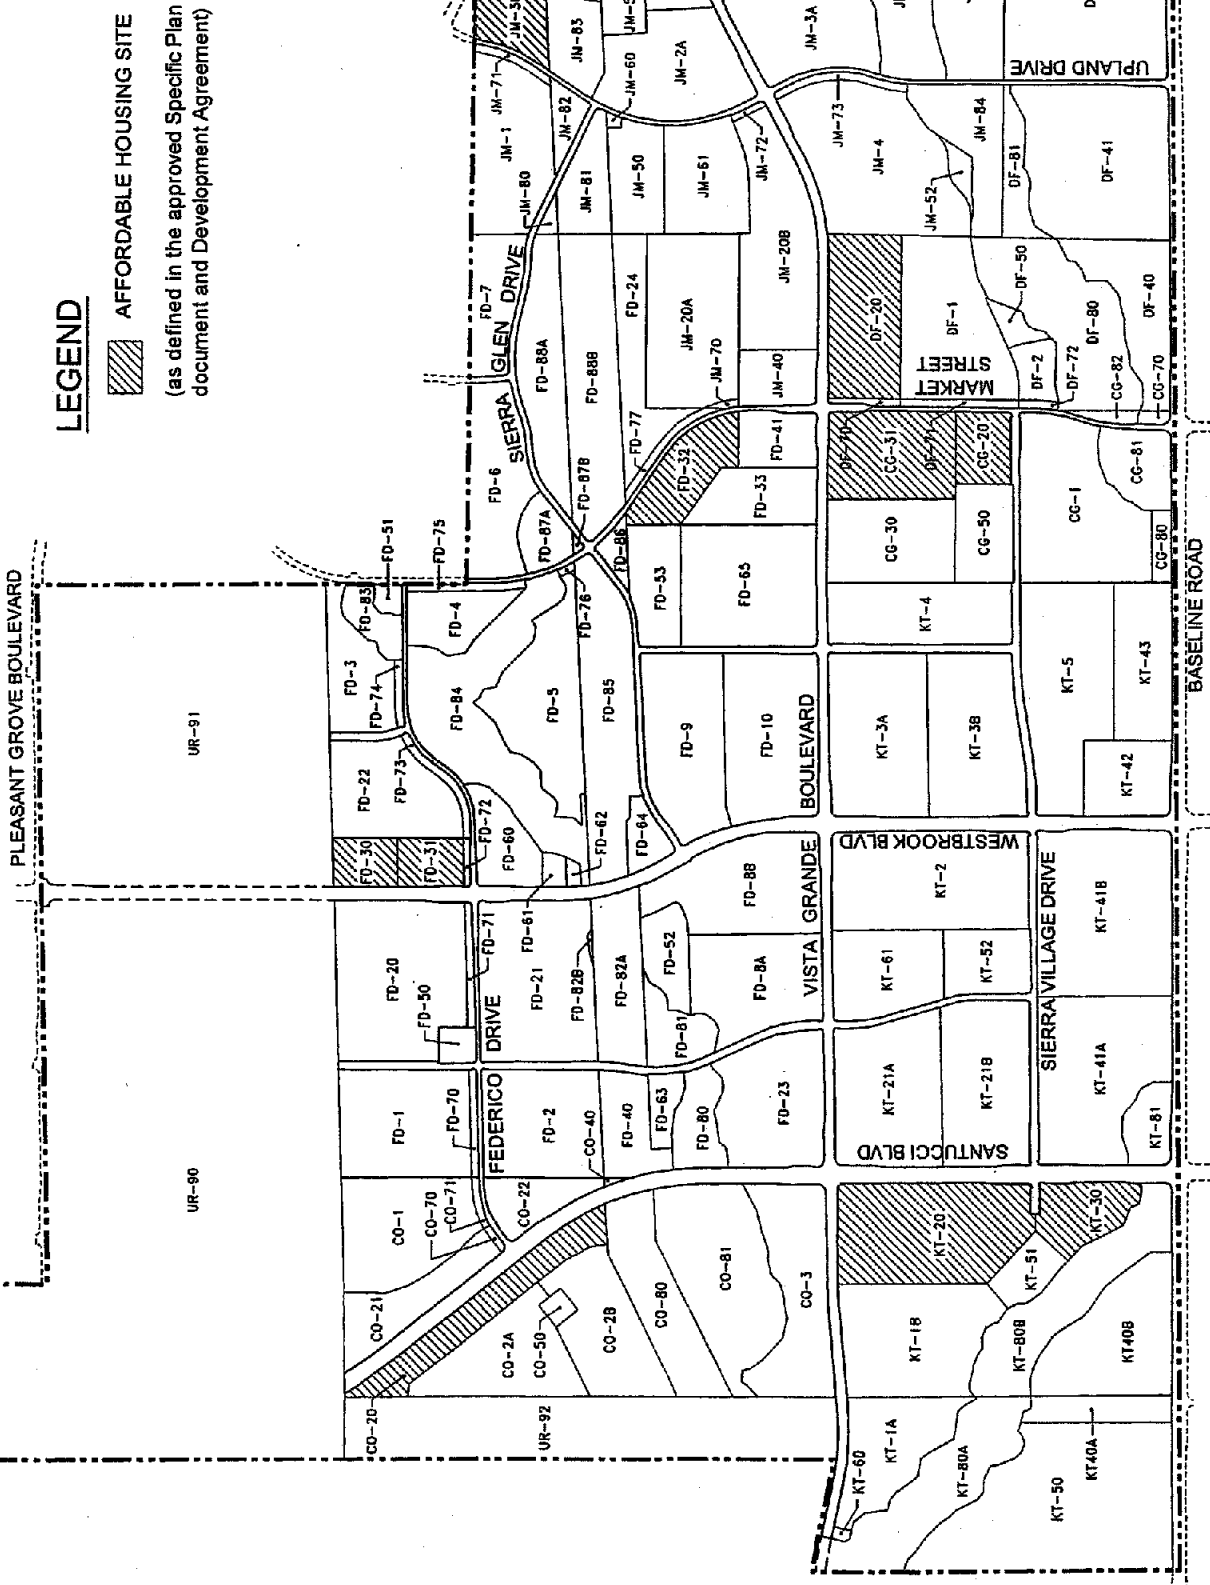 LEGEND
AFFORDABLE HOUSING SITE
(as defined in the approved Specific Plan
document and Development Agreement)
PLEASANT GROVE BOULEVARD
UR-91
UR-90
UR-92
JM-83
JM-71
JM-1
JM-82
JM-60
JM-2A
JM-3A
UPLAND DRIVE
JM-80
JM-81
JM-50
JM-61
JM-72
JM-73
JM-4
JM-84
JM-52
DF-81
DF-41
FD-7
SIERRA GLEN DRIVE
FD-88A
FD-88B
FD-24
JM-20A
JM-20B
JM-70
JM-40
DF-20
DF-1
DF-50
DF-80
DF-40
MARKET
STREET
DF-2
DF-72
CG-82
CG-70
FD-77
FD-6
FD-87B
FD-87A
FD-32
FD-41
FD-33
DF-70
CG-31
DF-71
CG-20
CG-81
CG-1
CG-30
CG-50
CG-80
FD-51
FD-75
FD-83
FD-86
FD-76
FD-53
FD-65
FD-4
FD-3
FD-74
FD-84
FD-5
FD-85
KT-4
KT-5
KT-43
BASELINE ROAD
FD-9
FD-10
KT-3A
KT-3B
KT-42
FD-22
FD-73
FD-72
FD-30
FD-31
FD-60
FD-62
FD-64
FD-61
FD-8B
VISTA GRANDE BOULEVARD
WESTBROOK BLVD
KT-2
SIERRA VILLAGE DRIVE
KT-41B
FD-20
FD-71
FD-50
FD-21
FD-82B
FD-82A
FD-52
FD-81
FD-8A
KT-61
KT-52
FEDERICO DRIVE
FD-1
FD-70
FD-2
CO-40
FD-40
FD-63
FD-80
FD-23
KT-21A
KT-21B
KT-41A
KT-81
SANTUCCI BLVD
CO-1
CO-70
CO-71
CO-22
CO-21
CO-2A
CO-50
CO-2B
CO-80
CO-81
CO-3
CO-20
KT-20
KT-30
KT-51
KT-1B
KT-80B
KT40B
KT-60
KT-1A
KT-80A
KT-50
KT40A